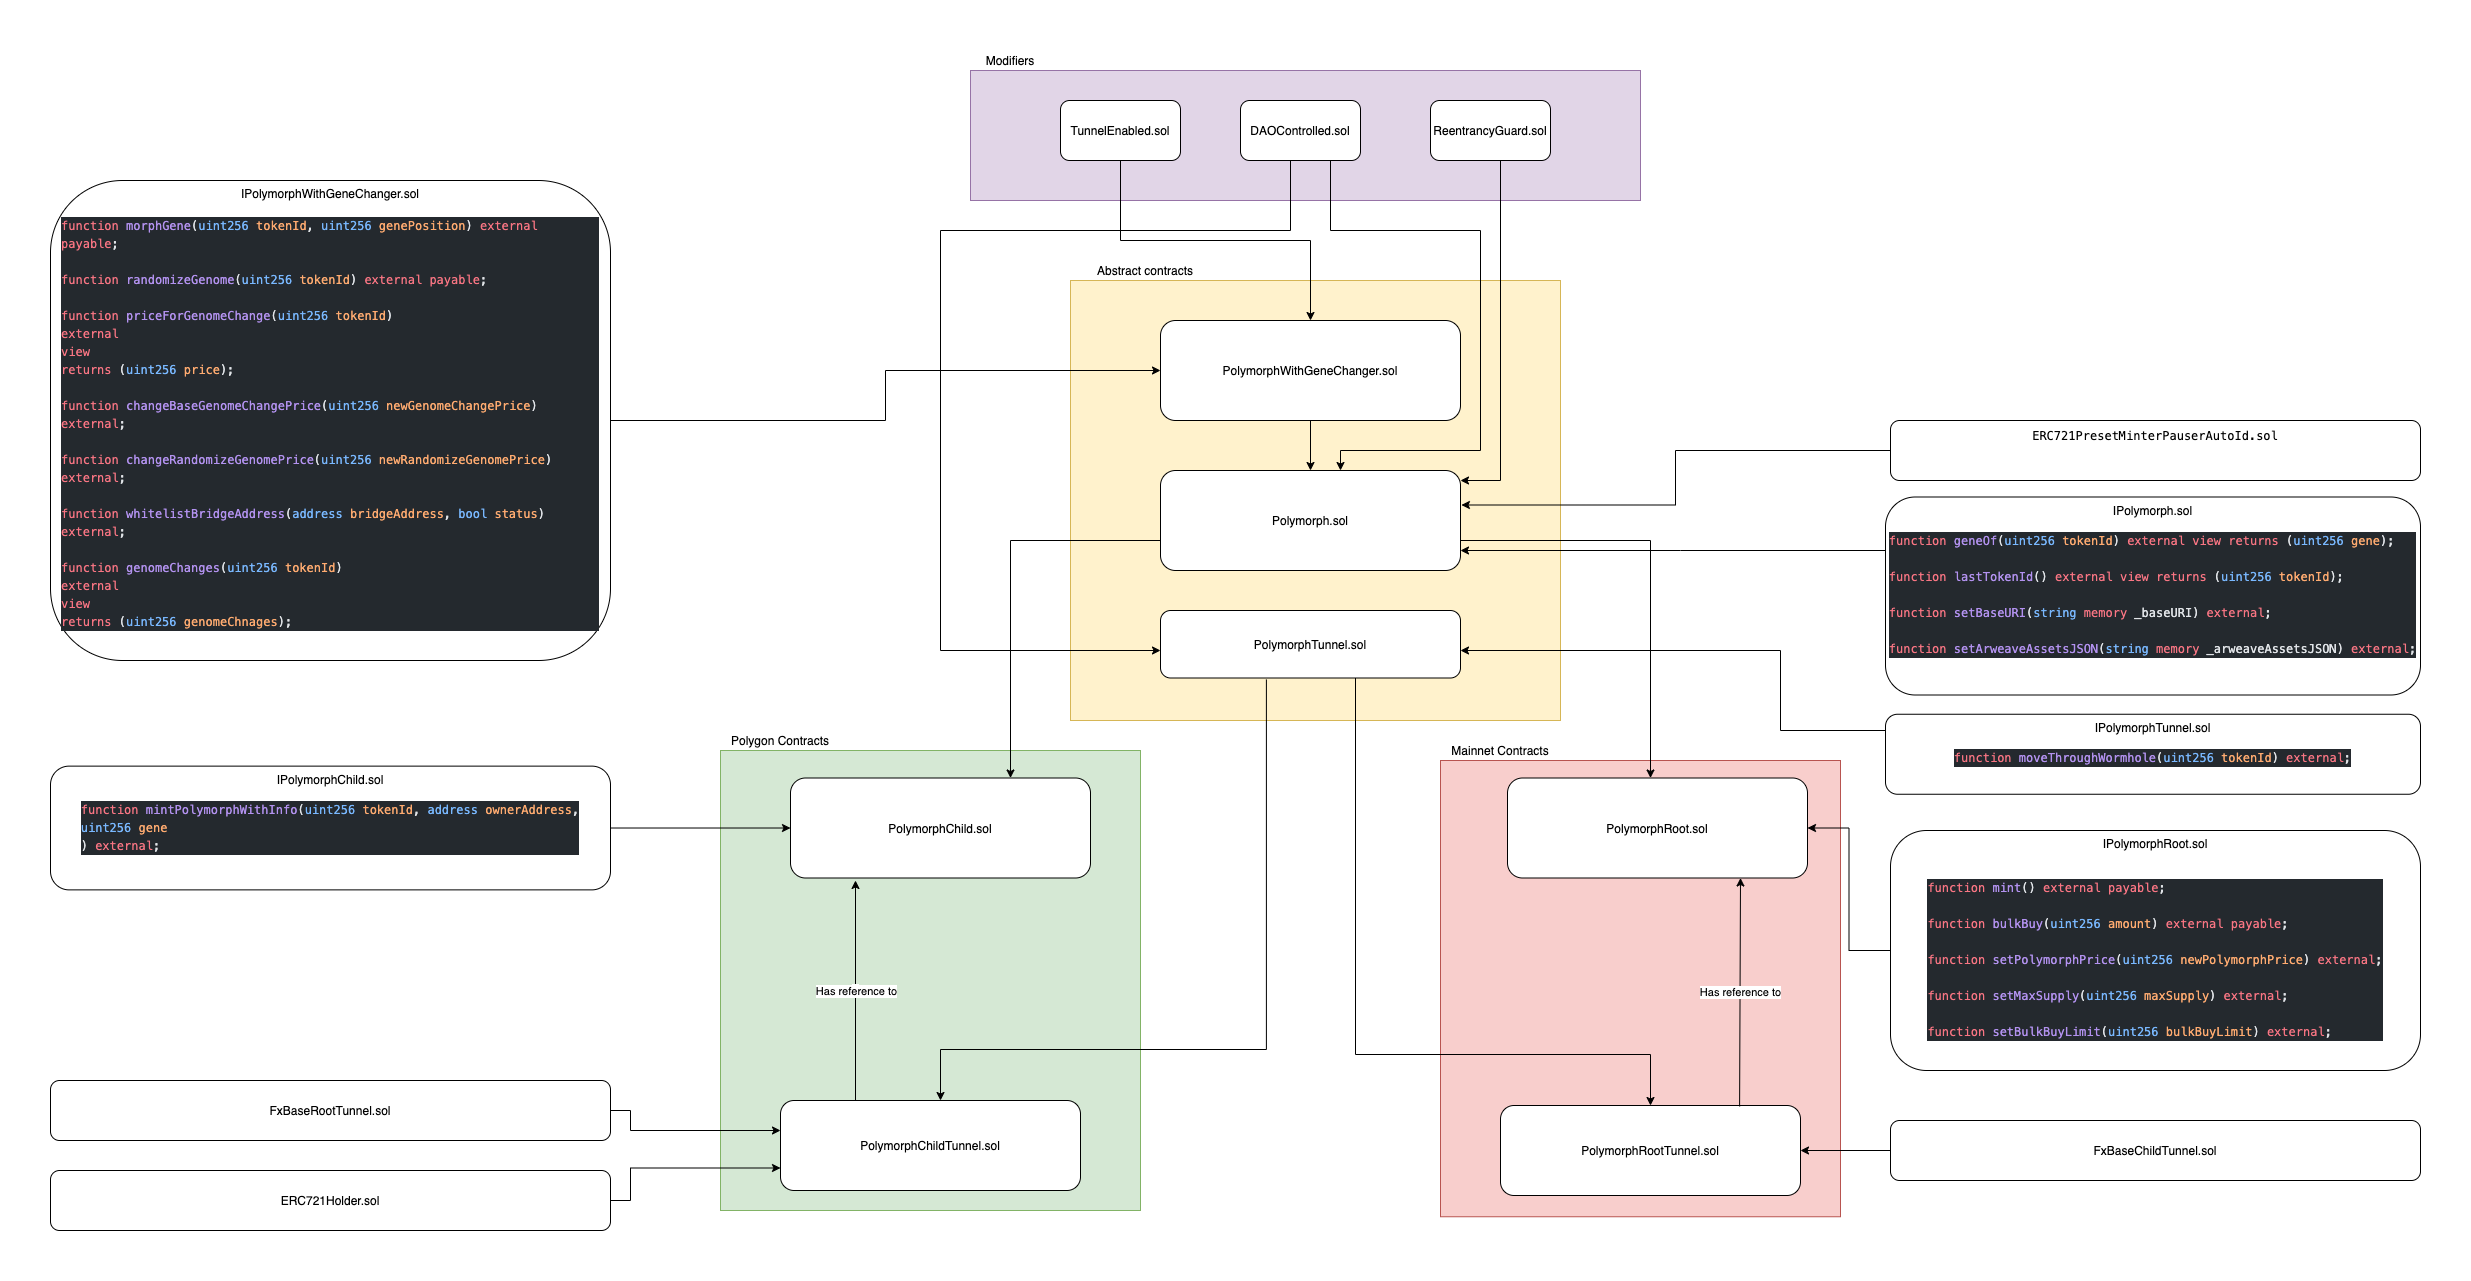 Modifiers
TunnelEnabled.sol
DAOControlled.sol
ReentrancyGuard.sol
IPolymorphWithGeneChanger.sol
function morphGene(uint256 tokenId, uint256 genePosition) external
payable;
function randomizeGenome(uint256 tokenId) external payable;
function priceForGenomeChange(uint256 tokenId)
external
view
returns (uint256 price);
function changeBaseGenomeChangePrice(uint256 newGenomeChangePrice)
external;
function changeRandomizeGenomePrice(uint256 newRandomizeGenomePrice)
external;
function whitelistBridgeAddress(address bridgeAddress, bool status)
external;
function genomeChanges(uint256 tokenId)
external
view
returns (uint256 genomeChnages);
Abstract contracts
PolymorphWithGeneChanger.sol
Polymorph.sol
PolymorphTunnel.sol
ERC721PresetMinterPauserAutoId.sol
IPolymorph.sol
function geneOf(uint256 tokenId) external view returns (uint256 gene);
function lastTokenId() external view returns (uint256 tokenId);
function setBaseURI(string memory _baseURI) external;
function setArweaveAssetsJSON(string memory _arweaveAssetsJSON) external;
IPolymorphTunnel.sol
function moveThroughWormhole(uint256 tokenId) external;
Polygon Contracts
PolymorphChild.sol
Has reference to
PolymorphChildTunnel.sol
Mainnet Contracts
PolymorphRoot.sol
Has reference to
PolymorphRootTunnel.sol
IPolymorphChild.sol
function mintPolymorphWithInfo(uint256 tokenId, address ownerAddress,
uint256 gene
) external;
IPolymorphRoot.sol
function mint() external payable;
function bulkBuy(uint256 amount) external payable;
function setPolymorphPrice(uint256 newPolymorphPrice) external;
function setMaxSupply(uint256 maxSupply) external;
function setBulkBuyLimit(uint256 bulkBuyLimit) external;
FxBaseRootTunnel.sol
ERC721Holder.sol
FxBaseChildTunnel.sol